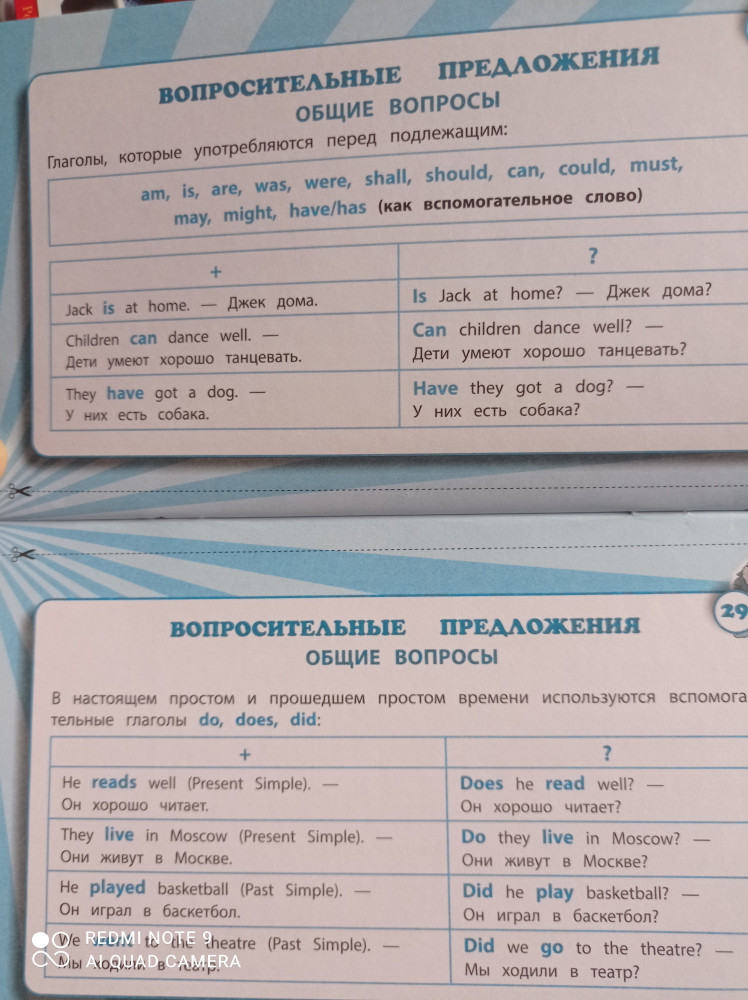 ВОПРОСИТЕЛЬНЫЕ ПРЕДЛОЖЕНИЯ
ОБЩИЕ ВОПРОСЫ
Глаголы, которые употребляются перед подлежащим:
am, is, are, was, were, shall, should, can, could, must,
may, might, have/has (как вспомогательное слово)
+
?
Jack is at home. — Джек дома.
Is Jack at home? — Джек дома?
Children can dance well. —
Дети умеют хорошо танцевать.
Can children dance well? —
Дети умеют хорошо танцевать?
They have got a dog. —
У них есть собака.
Have they got a dog? —
У них есть собака?
29
ВОПРОСИТЕЛЬНЫЕ ПРЕДЛОЖЕНИЯ
ОБЩИЕ ВОПРОСЫ
В настоящем простом и прошедшем простом времени используются вспомога-
тельные глаголы do, does, did:
+
?
He reads well (Present Simple). —
Он хорошо читает.
Does he read well? —
Он хорошо читает?
They live in Moscow (Present Simple). —
Они живут в Москве.
Do they live in Moscow? —
Они живут в Москве?
He played basketball (Past Simple). —
Он играл в баскетбол.
Did he play basketball? —
Он играл в баскетбол?
We went to the theatre (Past Simple). —
Мы ходили в театр.
Did we go to the theatre? —
Мы ходили в театр?
REDMI NOTE 9
AI QUAD CAMERA